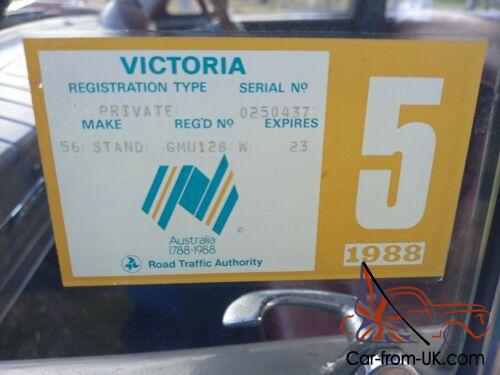 VICTORIA
REGISTRATION TYPE SERIAL No
PRIVATE 0250437
MAKE REG'D No EXPIRES
56 STAND GMU128 W 23
Australia
1788-1988
©
Road Traffic Authority
5
1988
Car-from-UK.com